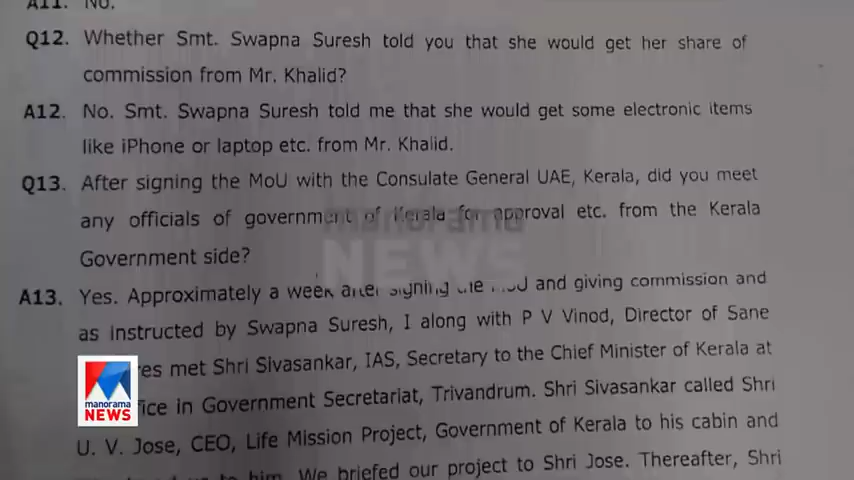 A11. No.
Q12. Whether Smt. Swapna Suresh told you that she would get her share of
commission from Mr. Khalid?
A12. No. Smt. Swapna Suresh told me that she would get some electronic items
like iPhone or laptop etc. from Mr. Khalid.
Q13. After signing the MoU with the Consulate General UAE, Kerala, did you meet
any officials of government of Kerala for approval etc. from the Kerala
Government side?
A13. Yes. Approximately a week after signing the MoU and giving commission and
as instructed by Swapna Suresh, I along with P V Vinod, Director of Sane
res met Shri Sivasankar, IAS, Secretary to the Chief Minister of Kerala at
ice in Government Secretariat, Trivandrum. Shri Sivasankar called Shri
U. V. Jose, CEO, Life Mission Project, Government of Kerala to his cabin and
to him. We briefed our project to Shri Jose. Thereafter, Shri
manorama
NEWS
manorama
NEWS